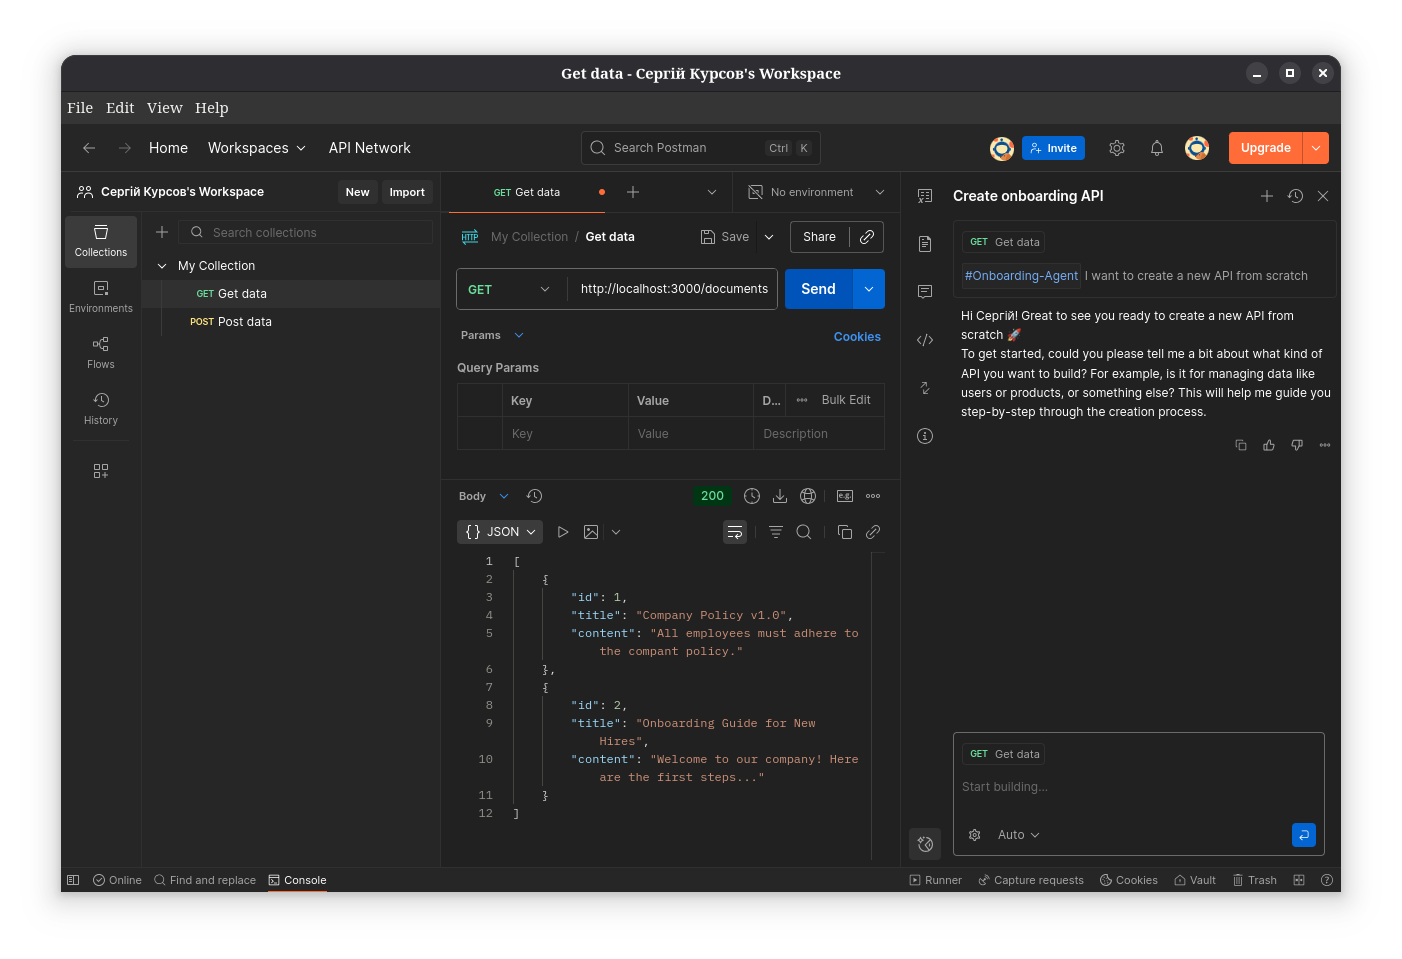 Get data - Сергій Курсов's Workspace
File Edit View Help
Home Workspaces API Network
Search Postman Ctrl K
Invite
Upgrade
Сергій Курсов's Workspace New Import
Collections
Environments
Flows
History
Search collections
My Collection
GET Get data
POST Post data
GET Get data
No environment
HTTP My Collection / Get data
Save Share
GET http://localhost:3000/documents Send
Params Cookies
Query Params
Key Value D... Bulk Edit
Key Value Description
Body 200 e.g.
{} JSON
1 [
2 {
3 "id": 1,
4 "title": "Company Policy v1.0",
5 "content": "All employees must adhere to
the compant policy."
6 },
7 {
8 "id": 2,
9 "title": "Onboarding Guide for New
Hires",
10 "content": "Welcome to our company! Here
are the first steps..."
11 }
12 ]
Create onboarding API
GET Get data
#Onboarding-Agent I want to create a new API from scratch
Hi Сергій! Great to see you ready to create a new API from
scratch 🚀
To get started, could you please tell me a bit about what kind of
API you want to build? For example, is it for managing data like
users or products, or something else? This will help me guide you
step-by-step through the creation process.
GET Get data
Start building...
Auto
Online Find and replace Console
Runner Capture requests Cookies Vault Trash